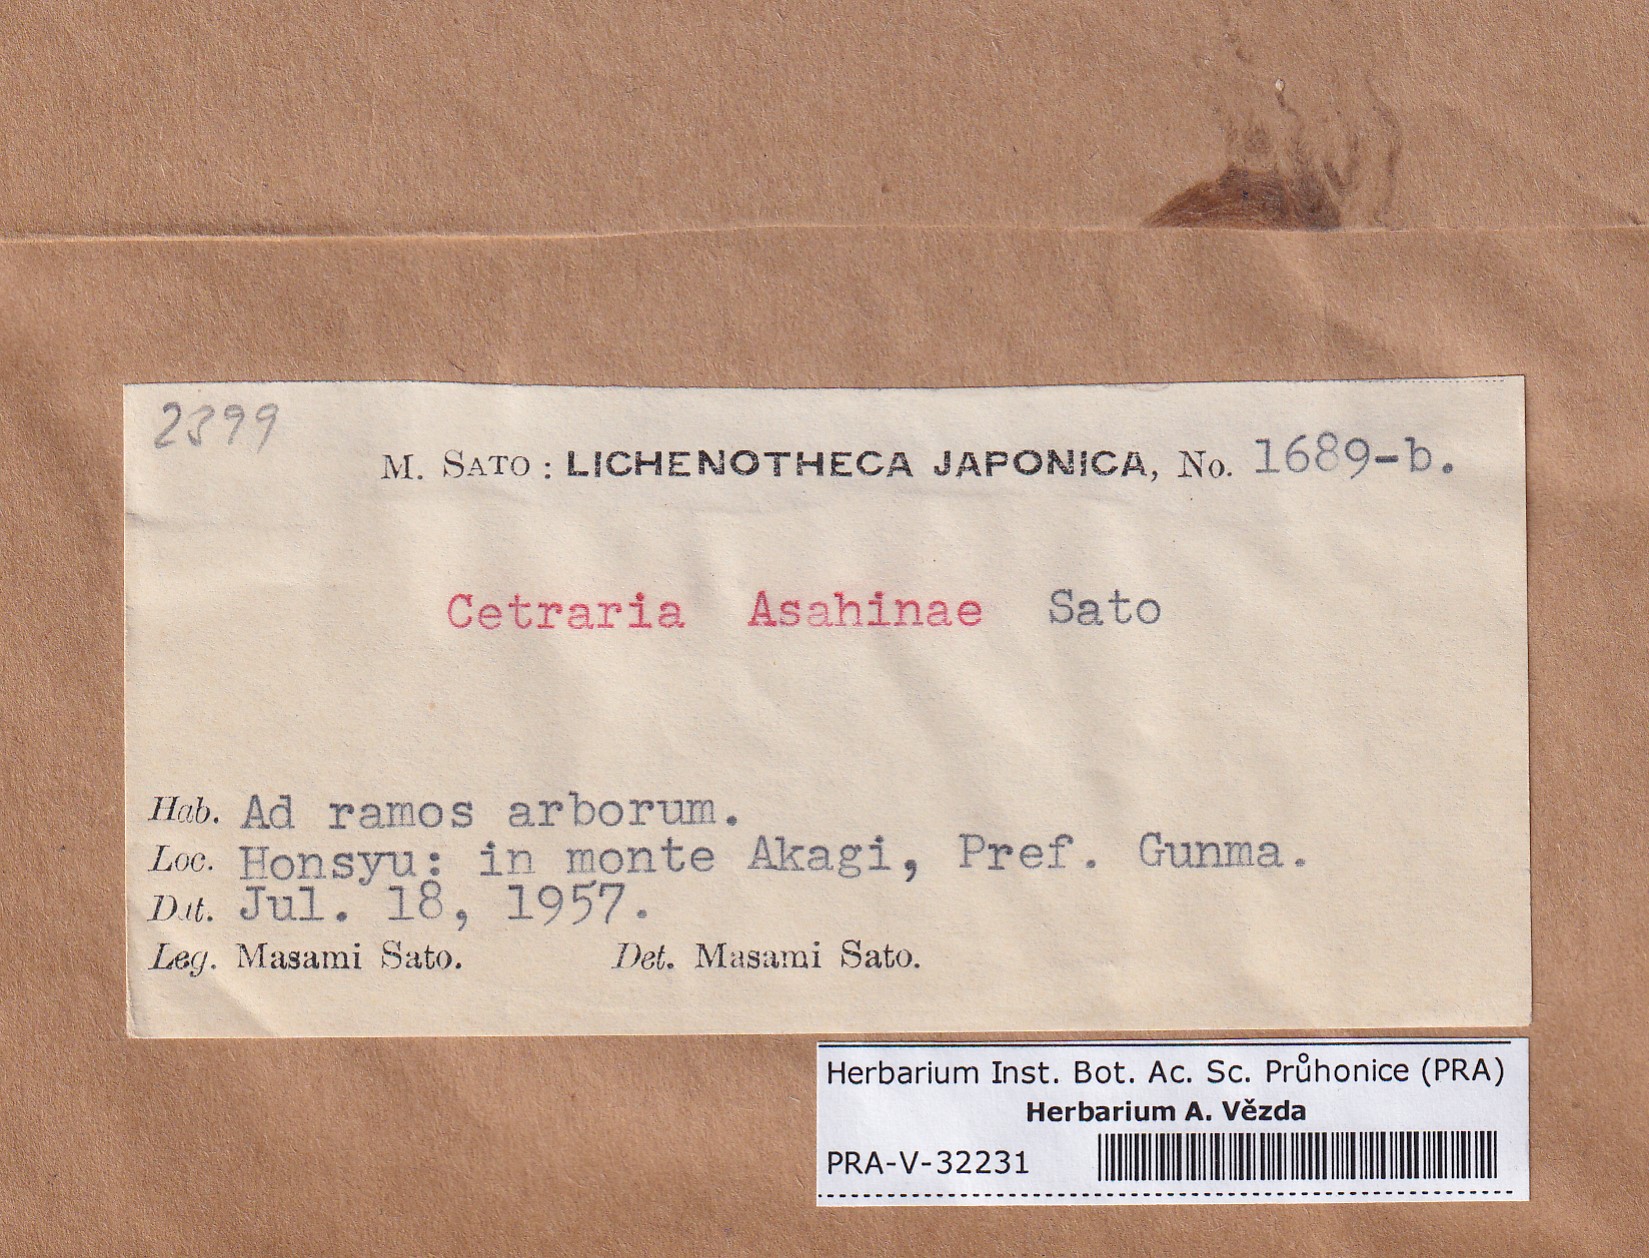 2399
M. SATO : LICHENOTHECA JAPONICA, No. 1689-b.
Cetraria Asahinae Sato
Hab. Ad ramos arborum.
Loc. Honsyu: in monte Akagi, Pref. Gunma.
Dat. Jul. 18, 1957.
Leg. Masami Sato. Det. Masami Sato.
Herbarium Inst. Bot. Ac. Sc. Průhonice (PRA)
Herbarium A. Vězda
PRA-V-32231